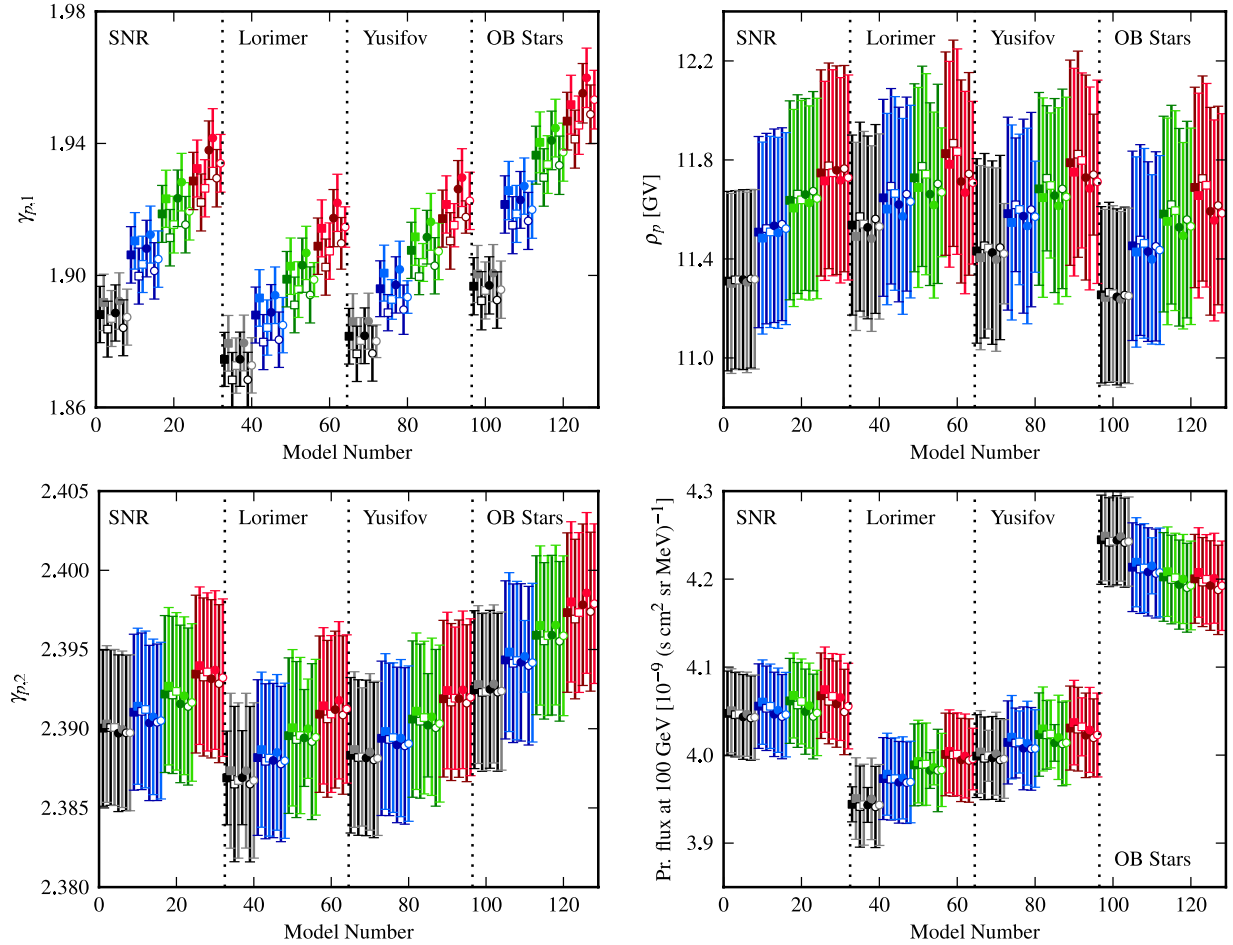 1.98
1.94
1.90
1.86
γp,1
SNR
Lorimer
Yusifov
OB Stars
0 20 40 60 80 100 120
Model Number
12.2
11.8
11.4
11.0
ρp [GV]
SNR
Lorimer
Yusifov
OB Stars
0 20 40 60 80 100 120
Model Number
2.405
2.400
2.395
2.390
2.385
2.380
γp,2
SNR
Lorimer
Yusifov
OB Stars
0 20 40 60 80 100 120
Model Number
4.3
4.2
4.1
4.0
3.9
Pr. flux at 100 GeV [10⁻⁹ (s cm² sr MeV)⁻¹
SNR
Lorimer
Yusifov
OB Stars
0 20 40 60 80 100 120
Model Number